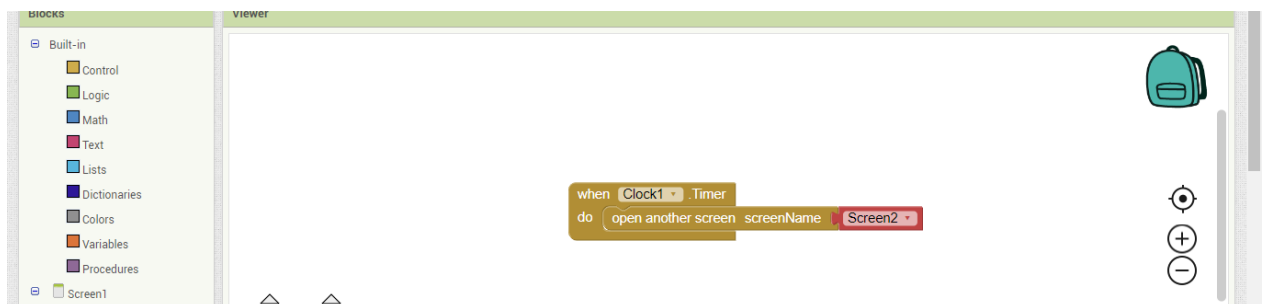 Blocks
Viewer
Built-in
Control
Logic
Math
Text
Lists
Dictionaries
Colors
Variables
Procedures
Screen1
when Clock1 .Timer
do open another screen screenName Screen2